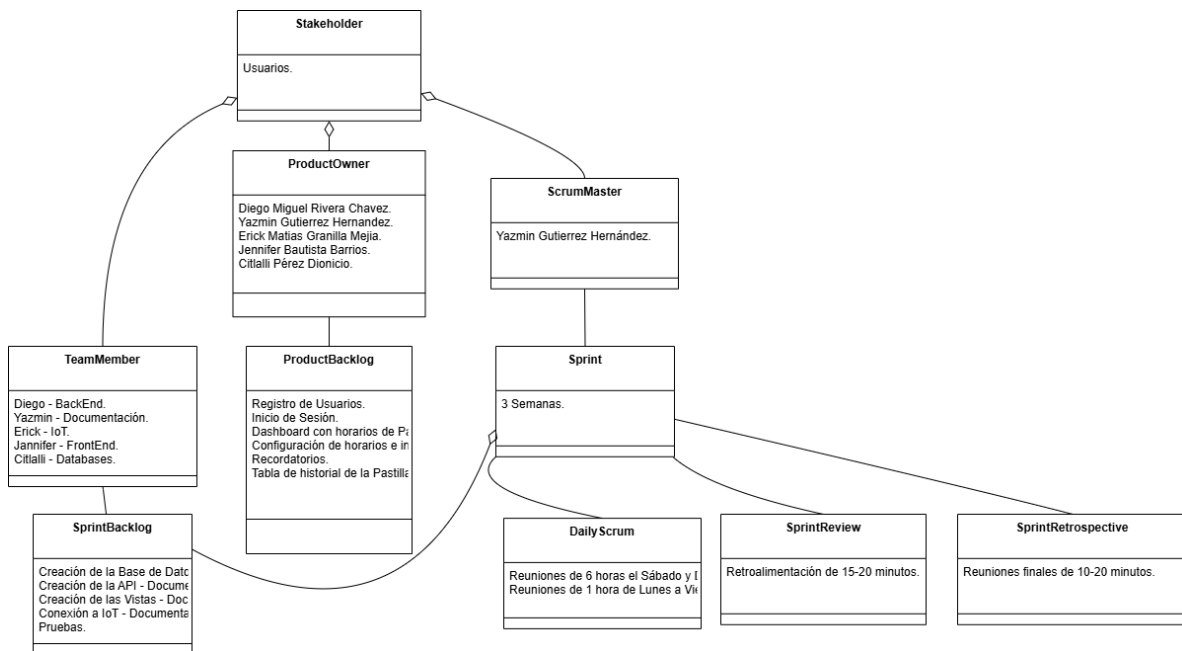 Stakeholder
Usuarios.
ProductOwner
Diego Miguel Rivera Chavez.
Yazmin Gutierrez Hernandez.
Erick Matias Granilla Mejia.
Jennifer Bautista Barrios.
Citlalli Pérez Dionicio.
ScrumMaster
Yazmin Gutierrez Hernández.
TeamMember
Diego - BackEnd.
Yazmin - Documentación.
Erick - IoT.
Jannifer - FrontEnd.
Citlalli - Databases.
ProductBacklog
Registro de Usuarios.
Inicio de Sesión.
Dashboard con horarios de
Configuración de horarios e
Recordatorios.
Tabla de historial de la
Sprint
3 Semanas.
SprintBacklog
Creación de la Base de
Creación de la API -
Creación de las Vistas -
Conexión a IoT -
Pruebas.
DailyScrum
Reuniones de 6 horas el Sábado y
Reuniones de 1 hora de Lunes a
SprintReview
Retroalimentación de 15-20 minutos.
SprintRetrospective
Reuniones finales de 10-20 minutos.